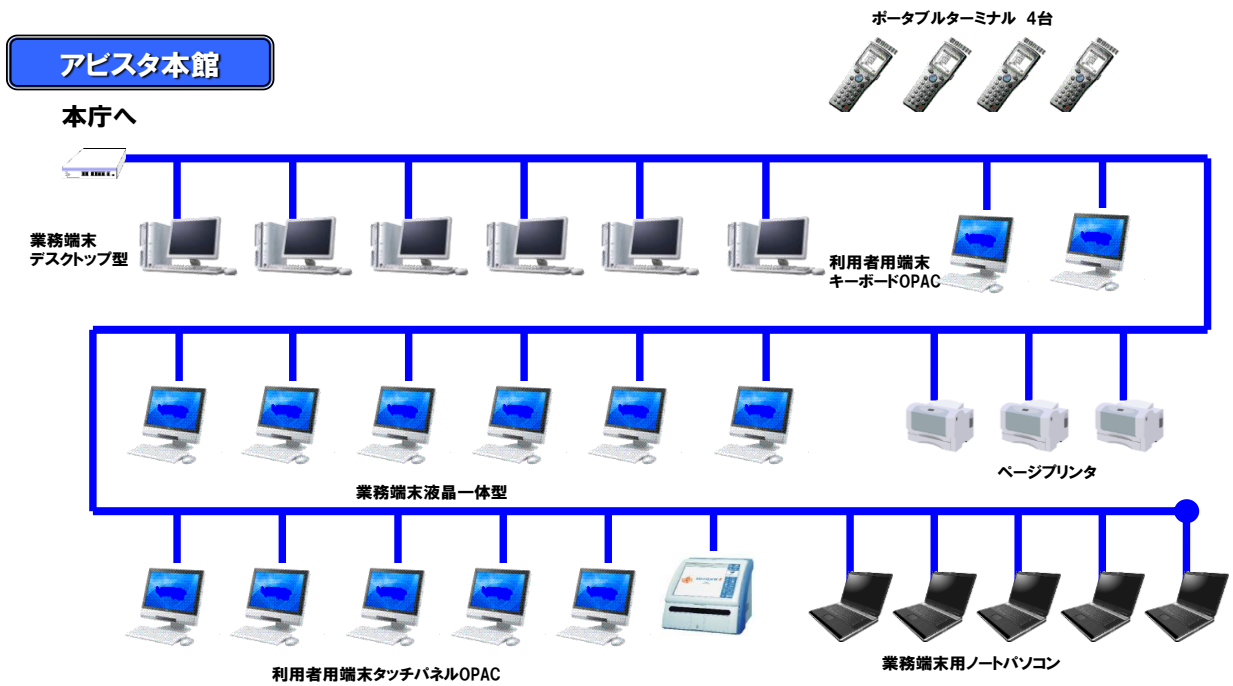 ポータブルターミナル 4台
アビスタ本館
本庁へ
業務端末
デスクトップ型
利用者用端末
キーボードOPAC
ページプリンタ
業務端末液晶一体型
業務端末用ノートパソコン
利用者用端末タッチパネルOPAC